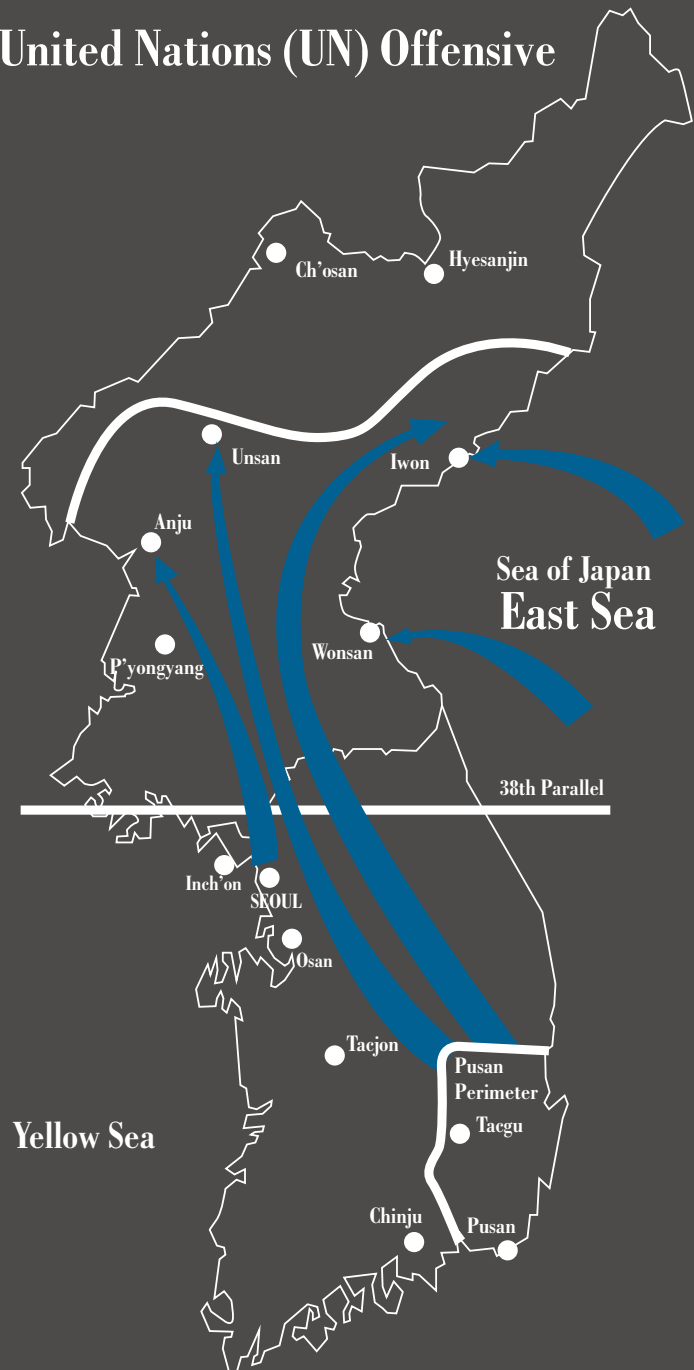 United Nations (UN) Offensive
Ch'osan
Hyesanjin
Unsan
Iwon
Anju
Sea of Japan
East Sea
Wonsan
P'yongyang
38th Parallel
Inch'on
SEOUL
Osan
Tacjon
Pusan
Perimeter
Tacgu
Yellow Sea
Chinju
Pusan